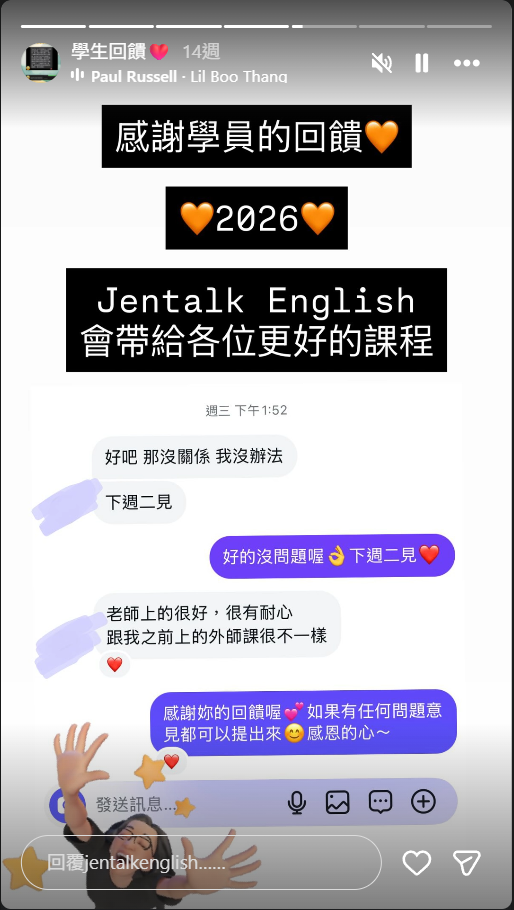 學生回饋❤️ 14週
Paul Russell · Lil Boo Thang
感謝學員的回饋🧡
🧡2026🧡
Jentalk English
會帶給各位更好的課程
週三 下午1:52
好吧 那沒關係 我沒辦法
下週二見
好的沒問題喔👌下週二見❤️
老師上的很好，很有耐心
跟我之前上的外師課很不一樣
❤️
感謝妳的回饋喔💕如果有任何問題意
見都可以提出來😊感恩的心～
❤️
發送訊息...
回覆jentalkenglish......